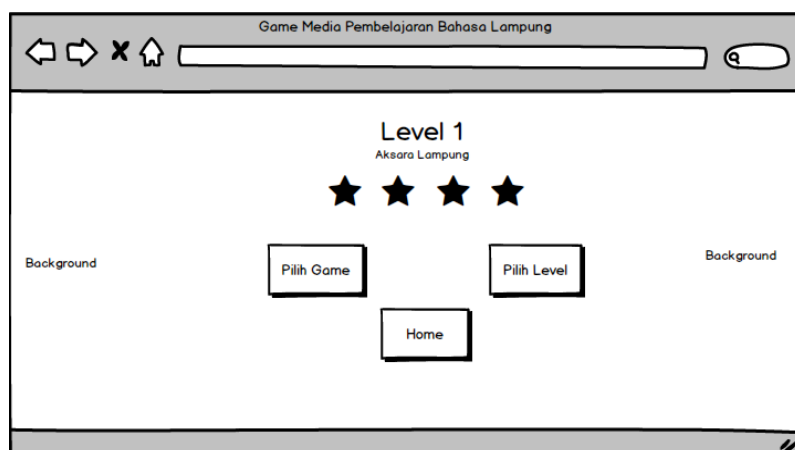 Game Media Pembelajaran Bahasa Lampung
Level 1
Aksara Lampung
Background
Pilih Game
Pilih Level
Background
Home